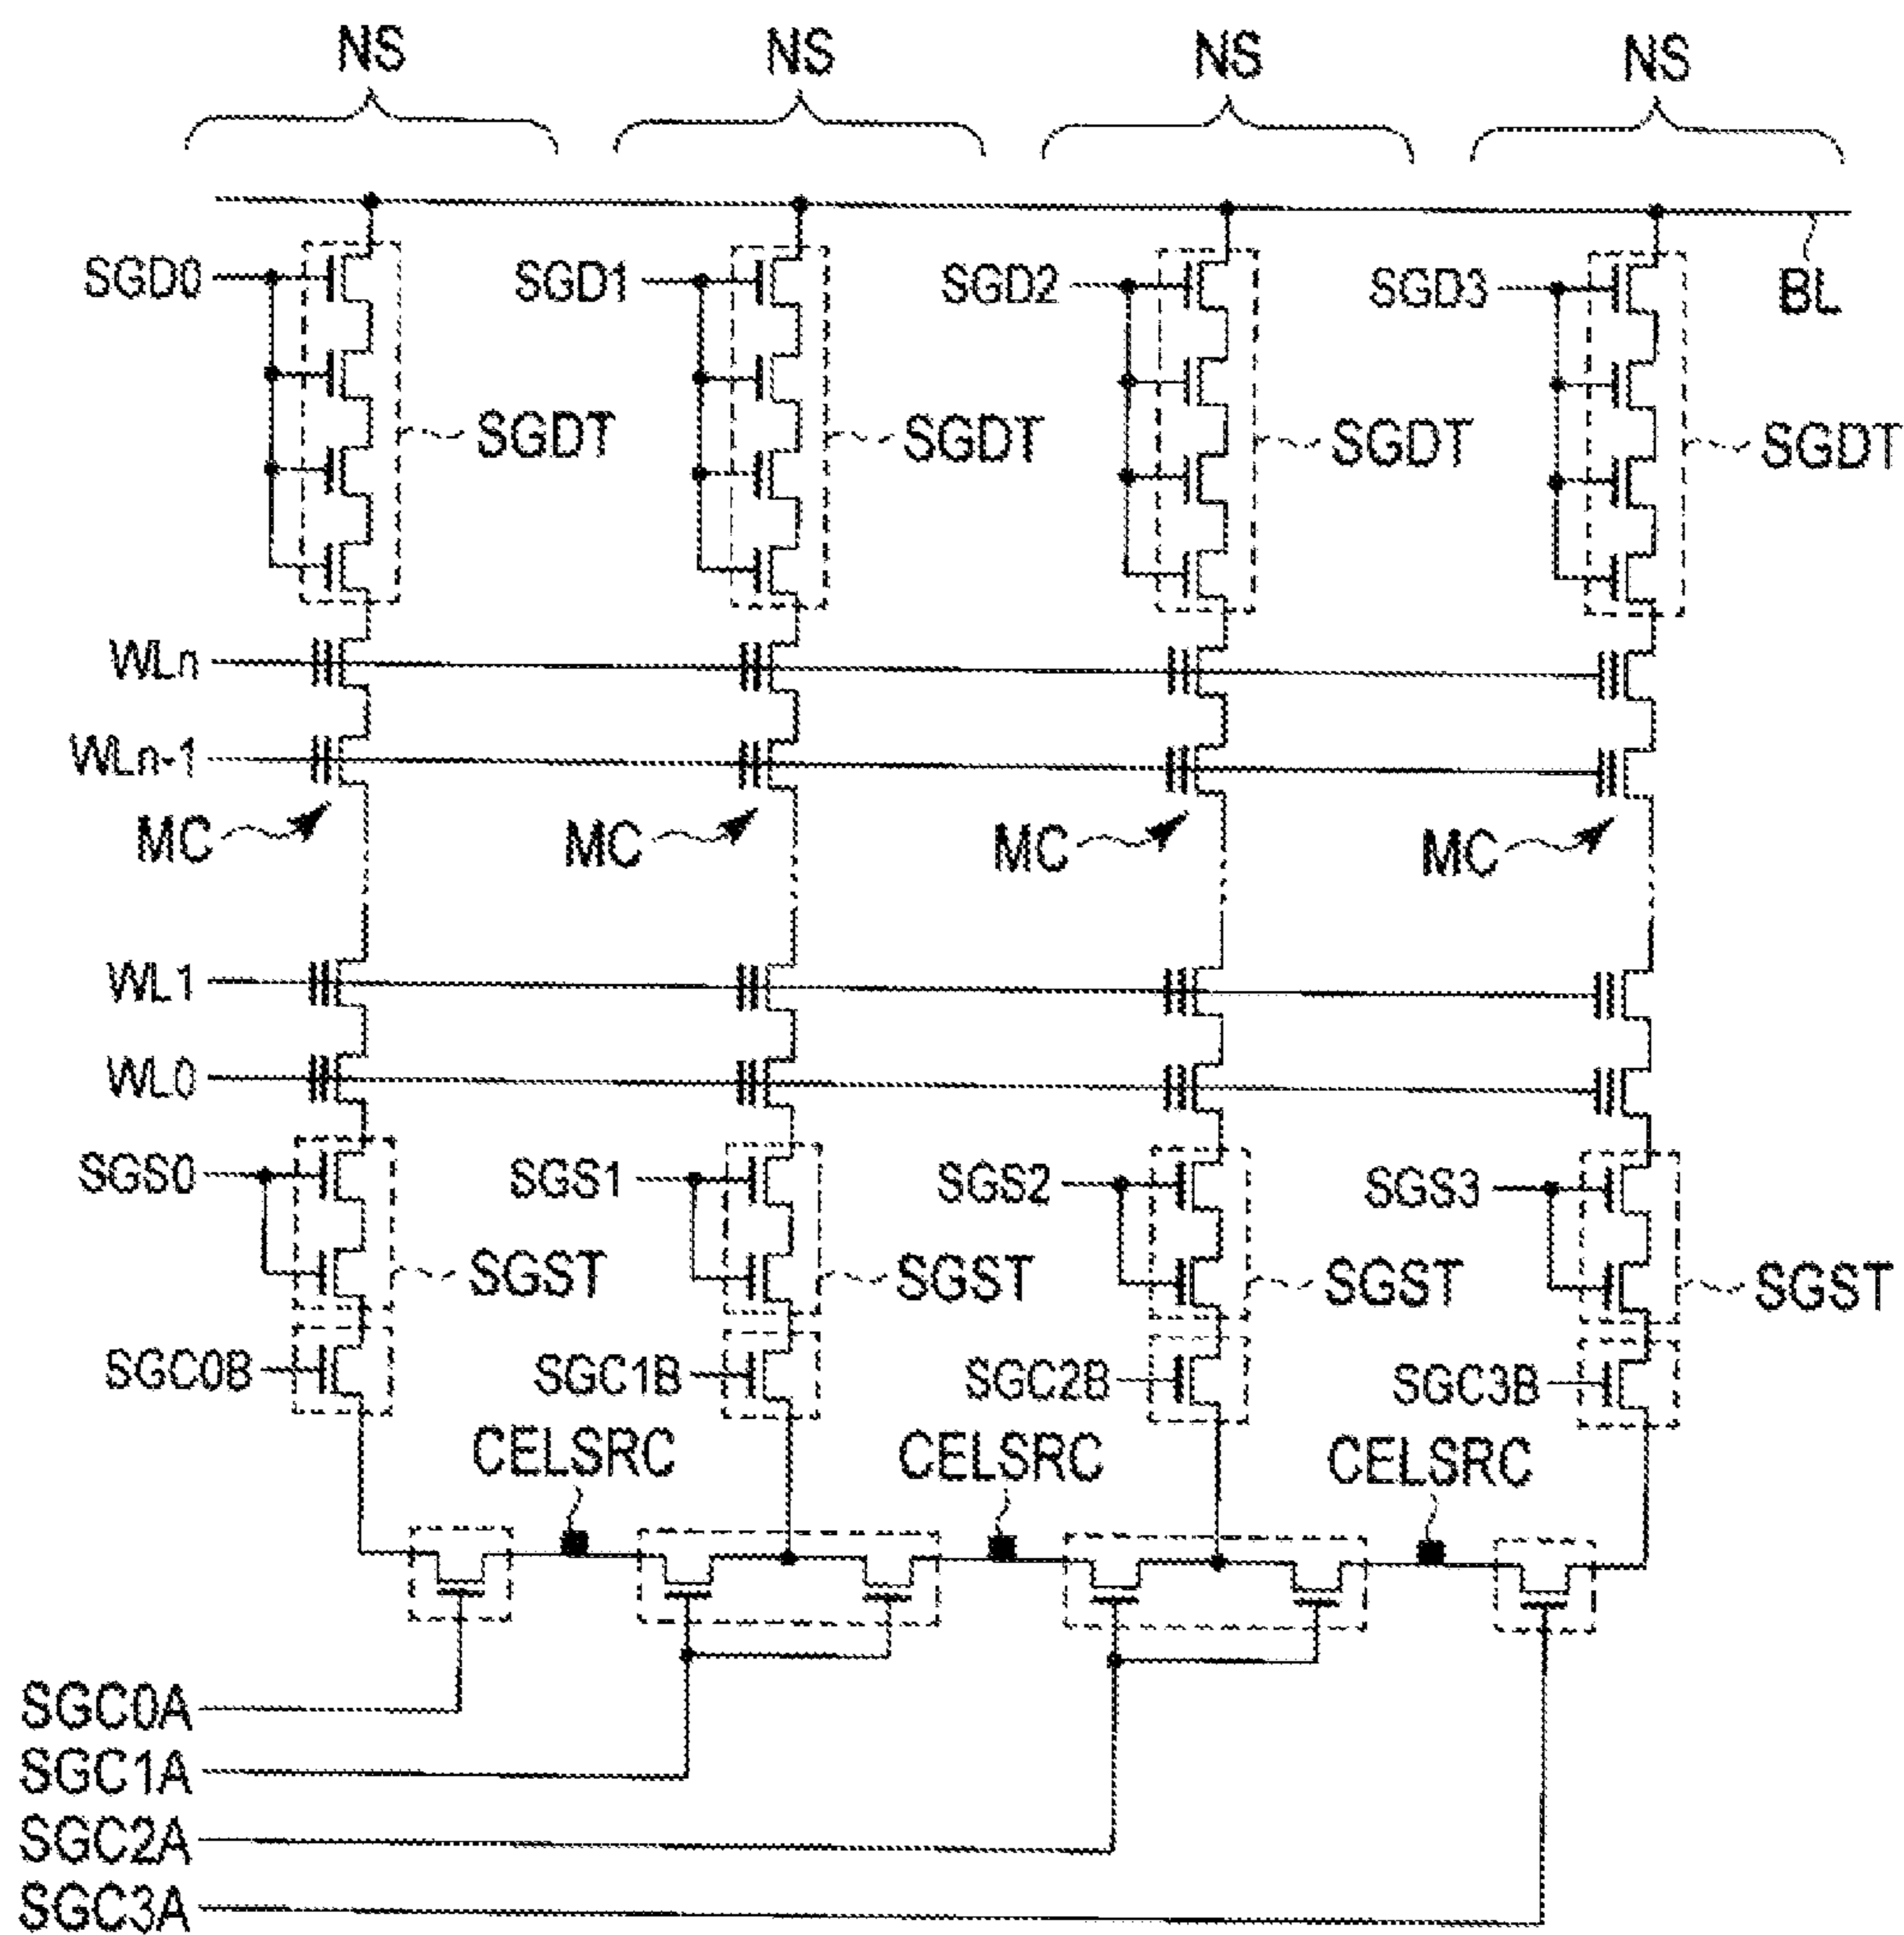 NS NS NS NS
SGD0 SGD1 SGD2 SGD3 BL
SGDT SGDT SGDT SGDT
WLn
WLn-1
MC MC MC MC
WL1
WL0
SGS0 SGS1 SGS2 SGS3
SGST SGST SGST SGST
SGC0B SGC1B SGC2B SGC3B
CELSRC CELSRC CELSRC
SGC0A
SGC1A
SGC2A
SGC3A